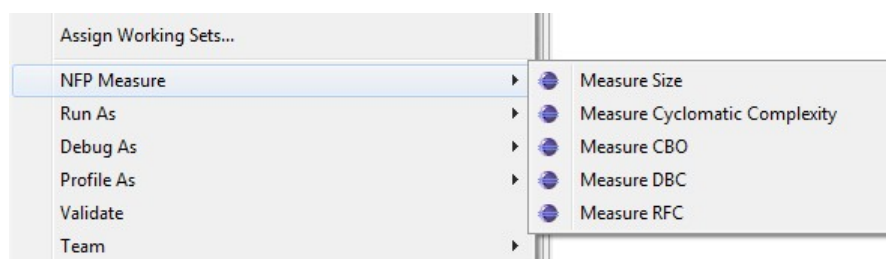 Assign Working Sets...
NFP Measure
Run As
Debug As
Profile As
Validate
Team
Measure Size
Measure Cyclomatic Complexity
Measure CBO
Measure DBC
Measure RFC